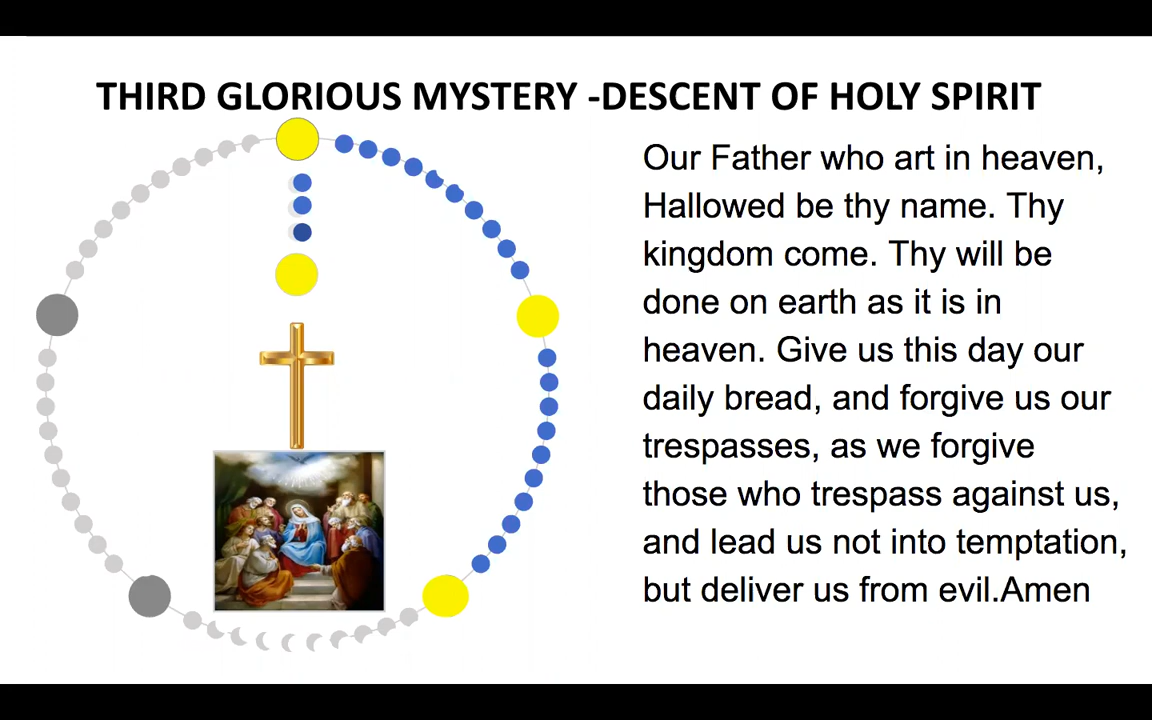 THIRD GLORIOUS MYSTERY -DESCENT OF HOLY SPIRIT
Our Father who art in heaven,
Hallowed be thy name. Thy
kingdom come. Thy will be
done on earth as it is in
heaven. Give us this day our
daily bread, and forgive us our
trespasses, as we forgive
those who trespass against us,
and lead us not into temptation,
but deliver us from evil.Amen